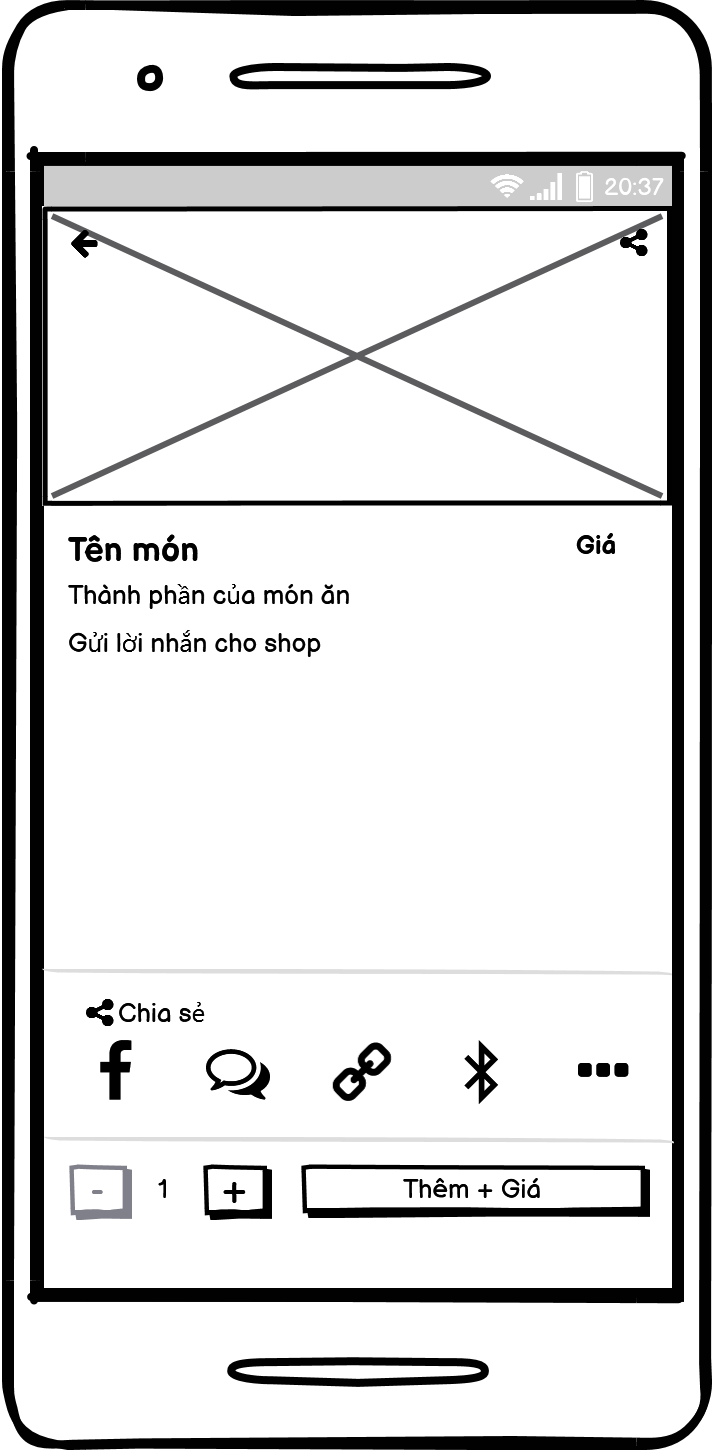 20:37
Tên món
Giá
Thành phần của món ăn
Gửi lời nhắn cho shop
Chia sẻ
- 1 + Thêm + Giá